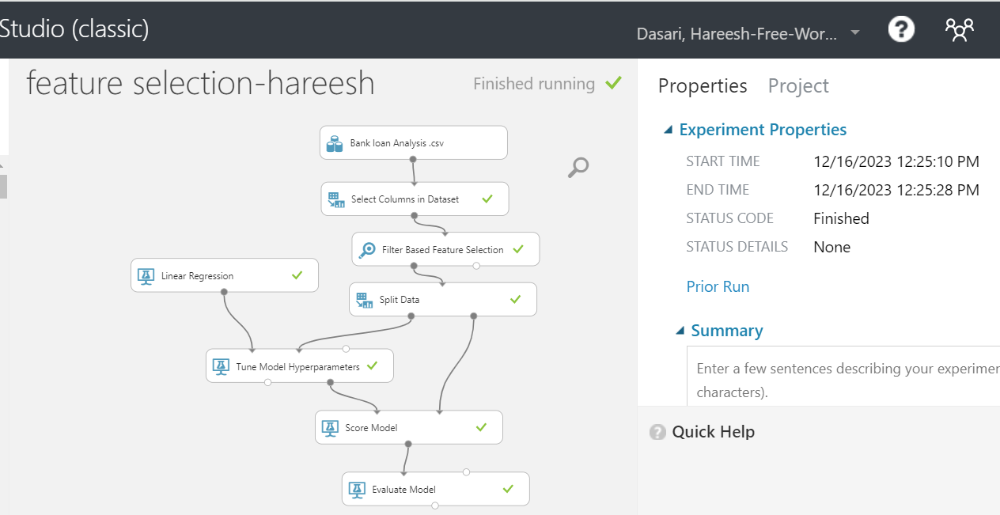 Studio (classic)
Dasari, Hareesh-Free-Wor...
?
feature selection-hareesh
Finished running
Bank loan Analysis .csv
Select Columns in Dataset
Filter Based Feature Selection
Linear Regression
Split Data
Tune Model Hyperparameters
Score Model
Evaluate Model
Properties Project
Experiment Properties
START TIME 12/16/2023 12:25:10 PM
END TIME 12/16/2023 12:25:28 PM
STATUS CODE Finished
STATUS DETAILS None
Prior Run
Summary
Enter a few sentences describing your experimen
characters).
? Quick Help